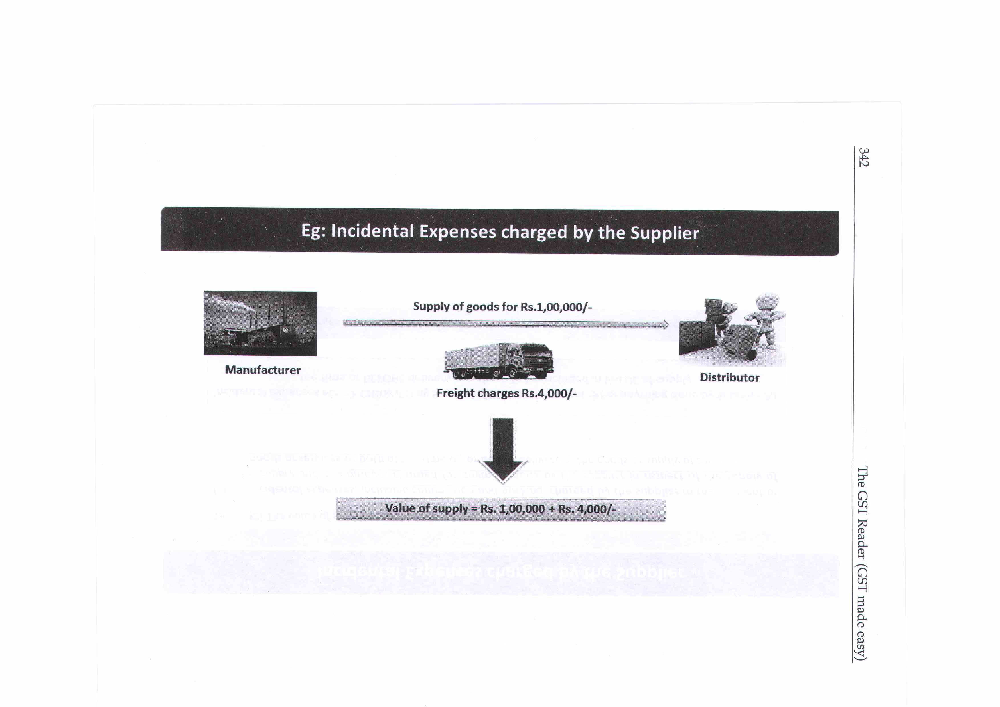 342
The GST Reader (GST made easy)
Eg: Incidental Expenses charged by the Supplier
Supply of goods for Rs.1,00,000/-
Manufacturer
Distributor
Freight charges Rs.4,000/-
Value of supply = Rs. 1,00,000 + Rs. 4,000/-